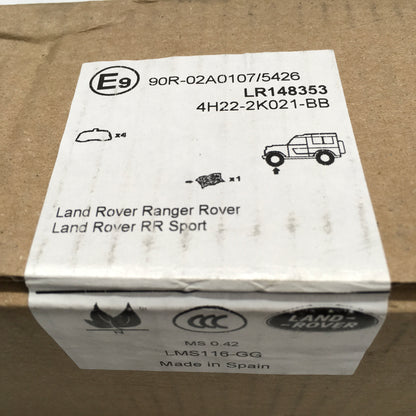 E9 90R-02A0107/5426
LR148353
4H22-2K021-BB
x4
x1
Land Rover Ranger Rover
Land Rover RR Sport
N
CCC
LAND-
-ROVER
MS 0.42
LMS116-GG
Made in Spain